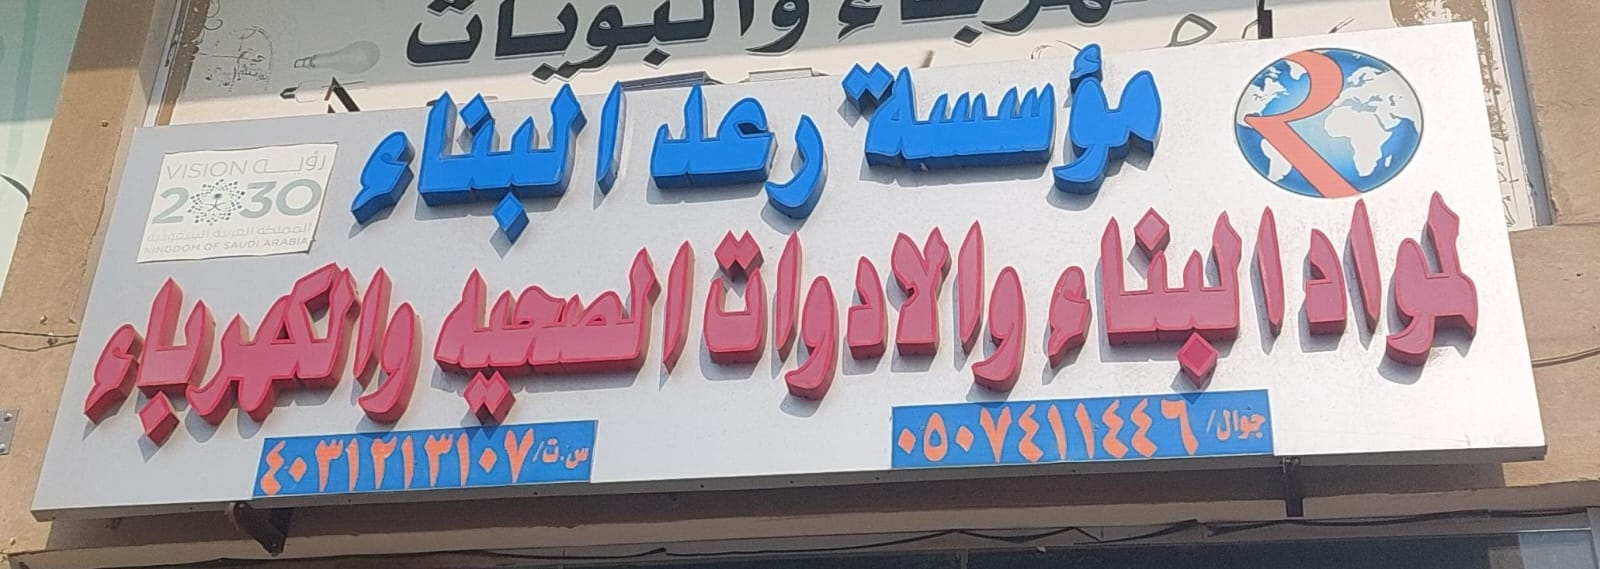 والبويات
مؤسسة رعد البناء
لمواد البناء والادوات الصحيه والكهرباء
جوال/ ٠٥٠٧٤١١٤٤٦
س.ت/ ٤٠٣١٢١٣١٠٧
VISION رؤيــة
2030
المملكة العربية السعودية
KINGDOM OF SAUDI ARABIA
R